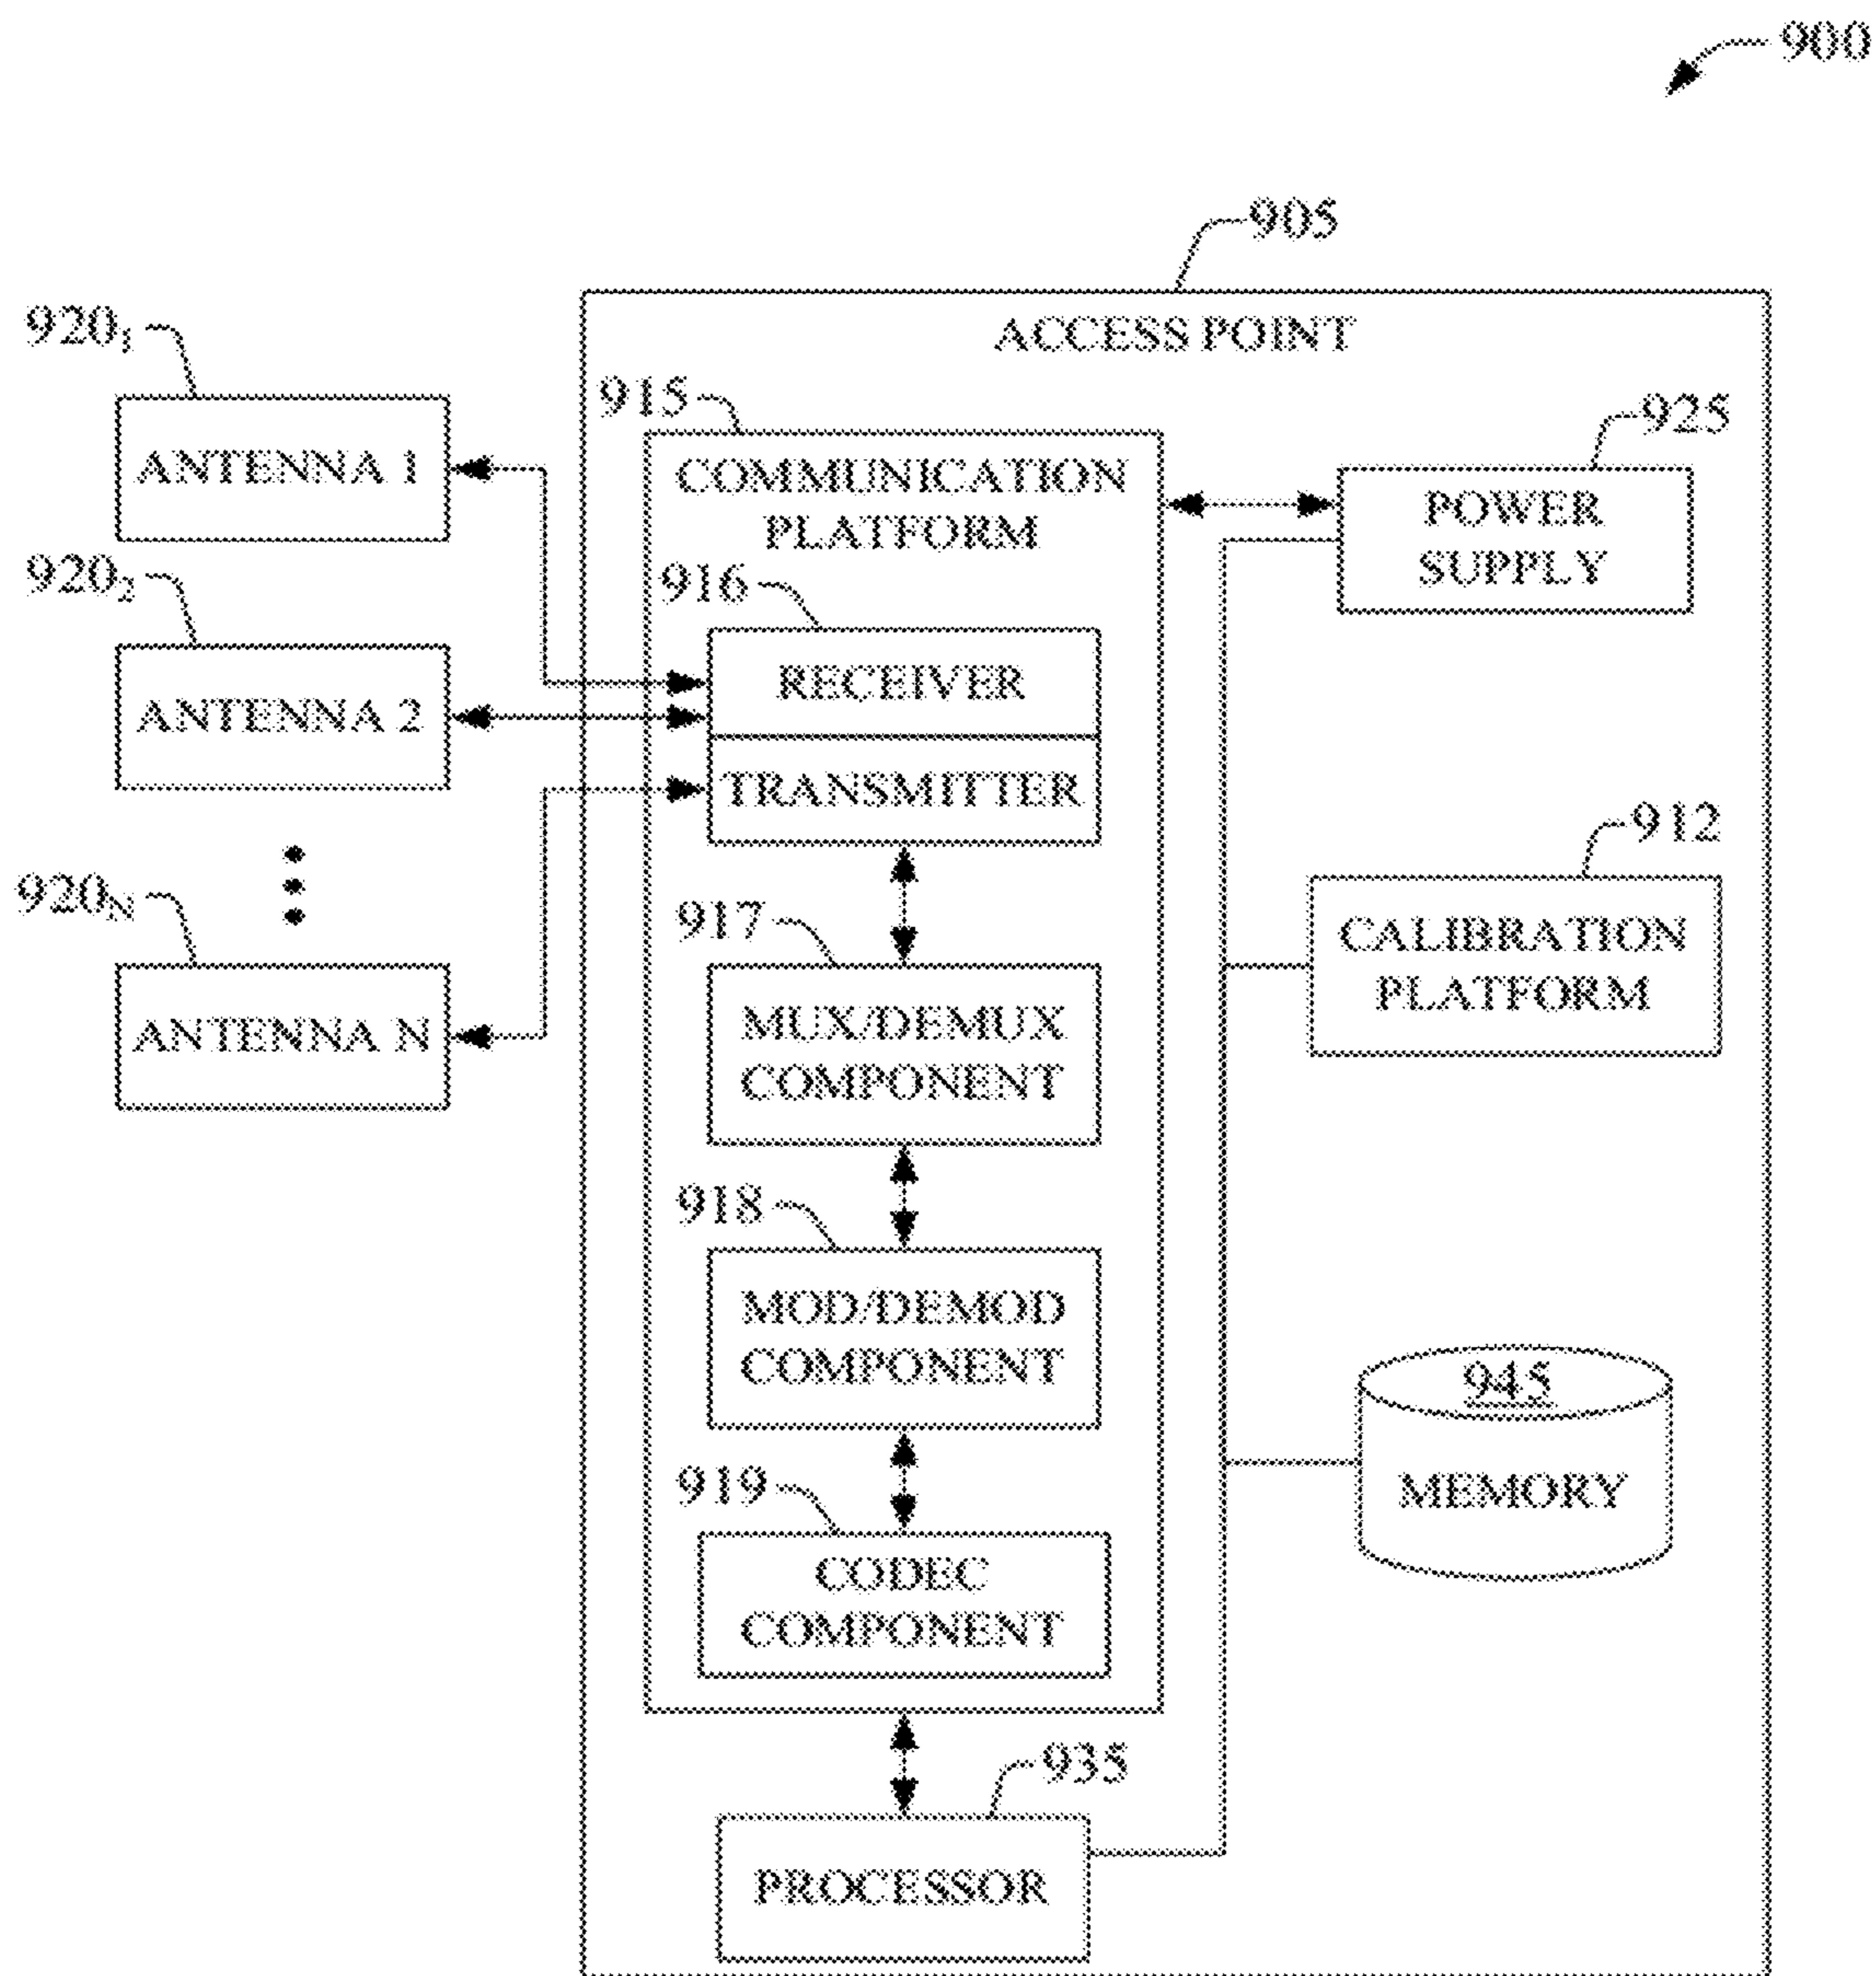 900
905
ACCESS POINT
920₁
ANTENNA 1
915
COMMUNICATION
PLATFORM
925
POWER
SUPPLY
920₂
ANTENNA 2
916
RECEIVER
TRANSMITTER
912
CALIBRATION
PLATFORM
920N
ANTENNA N
917
MUX/DEMUX
COMPONENT
918
MOD/DEMOD
COMPONENT
945
MEMORY
919
CODEC
COMPONENT
935
PROCESSOR